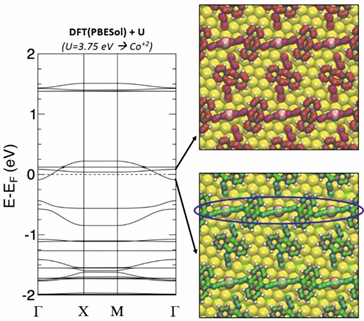 DFT(PBESol) + U
(U=3.75 eV → Co+2)
2
1
0
-1
-2
E-EF (eV)
Γ X M Γ